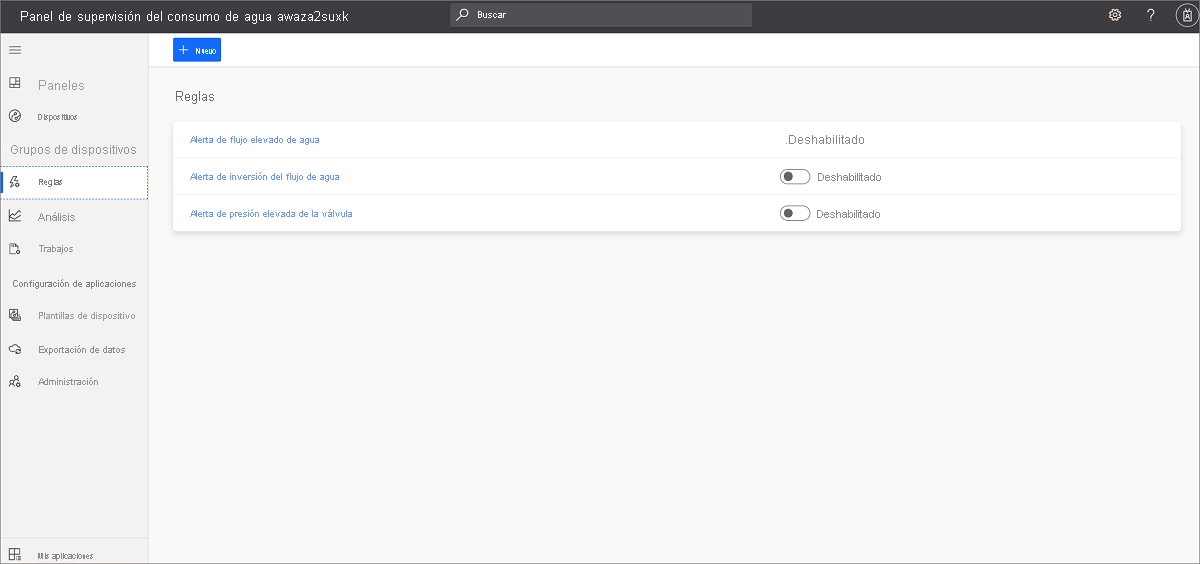 Panel de supervisión del consumo de agua awaza2suxk
Buscar
Nuevo
Paneles
Dispositivos
Grupos de dispositivos
Reglas
Análisis
Trabajos
Configuración de aplicaciones
Plantillas de dispositivo
Exportación de datos
Administración
Mis aplicaciones
Reglas
Alerta de flujo elevado de agua
.Deshabilitado
Alerta de inversión del flujo de agua
Deshabilitado
Alerta de presión elevada de la válvula
Deshabilitado